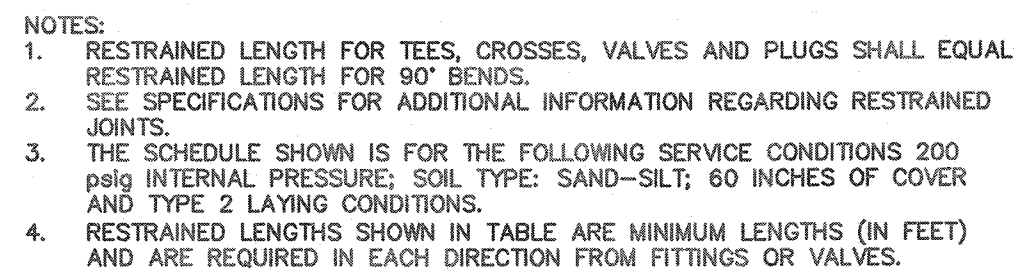 NOTES:
1. RESTRAINED LENGTH FOR TEES, CROSSES, VALVES AND PLUGS SHALL EQUAL
RESTRAINED LENGTH FOR 90° BENDS.
2. SEE SPECIFICATIONS FOR ADDITIONAL INFORMATION REGARDING RESTRAINED
JOINTS.
3. THE SCHEDULE SHOWN IS FOR THE FOLLOWING SERVICE CONDITIONS 200
psig INTERNAL PRESSURE; SOIL TYPE: SAND-SILT; 60 INCHES OF COVER
AND TYPE 2 LAYING CONDITIONS.
4. RESTRAINED LENGTHS SHOWN IN TABLE ARE MINIMUM LENGTHS (IN FEET)
AND ARE REQUIRED IN EACH DIRECTION FROM FITTINGS OR VALVES.